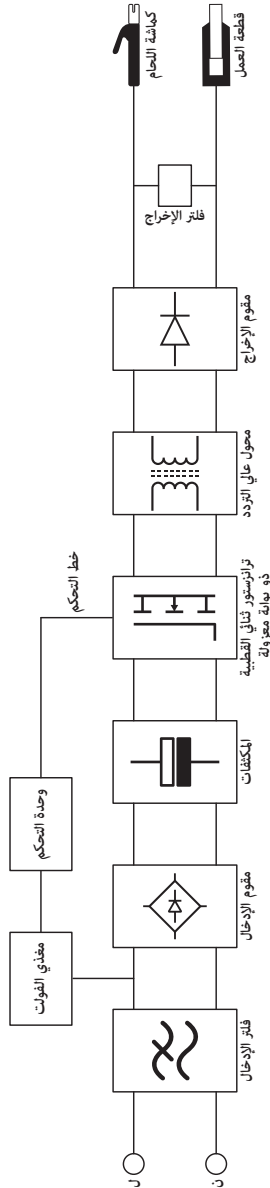 كماشة اللحام
قطعة العمل
فلتر الإخراج
مقوم الإخراج
محول عالي التردد
خط التحكم
ترانزستور ثنائي القطبية
ذو بوابة معزولة
المكثفات
وحدة التحكم
مقوم الإدخال
مغذي الفولت
فلتر الإدخال
ل
ن